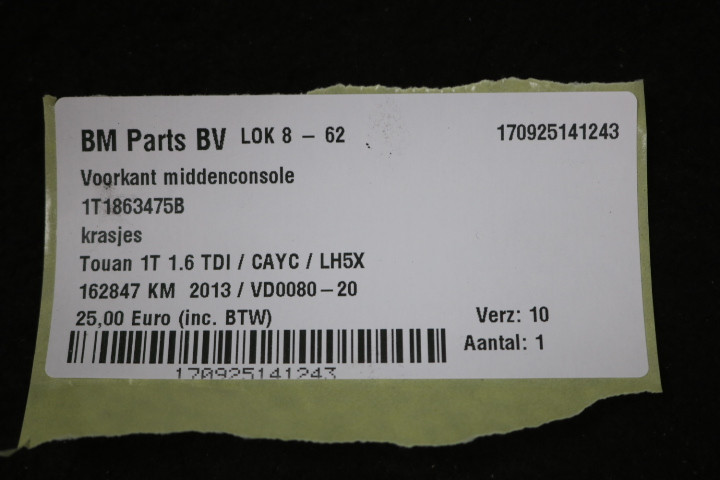 BM Parts BV LOK 8 - 62 170925141243
Voorkant middenconsole
1T1863475B
krasjes
Touan 1T 1.6 TDI / CAYC / LH5X
162847 KM 2013 / VD0080-20
25,00 Euro (inc. BTW) Verz: 10
Aantal: 1
170925141243